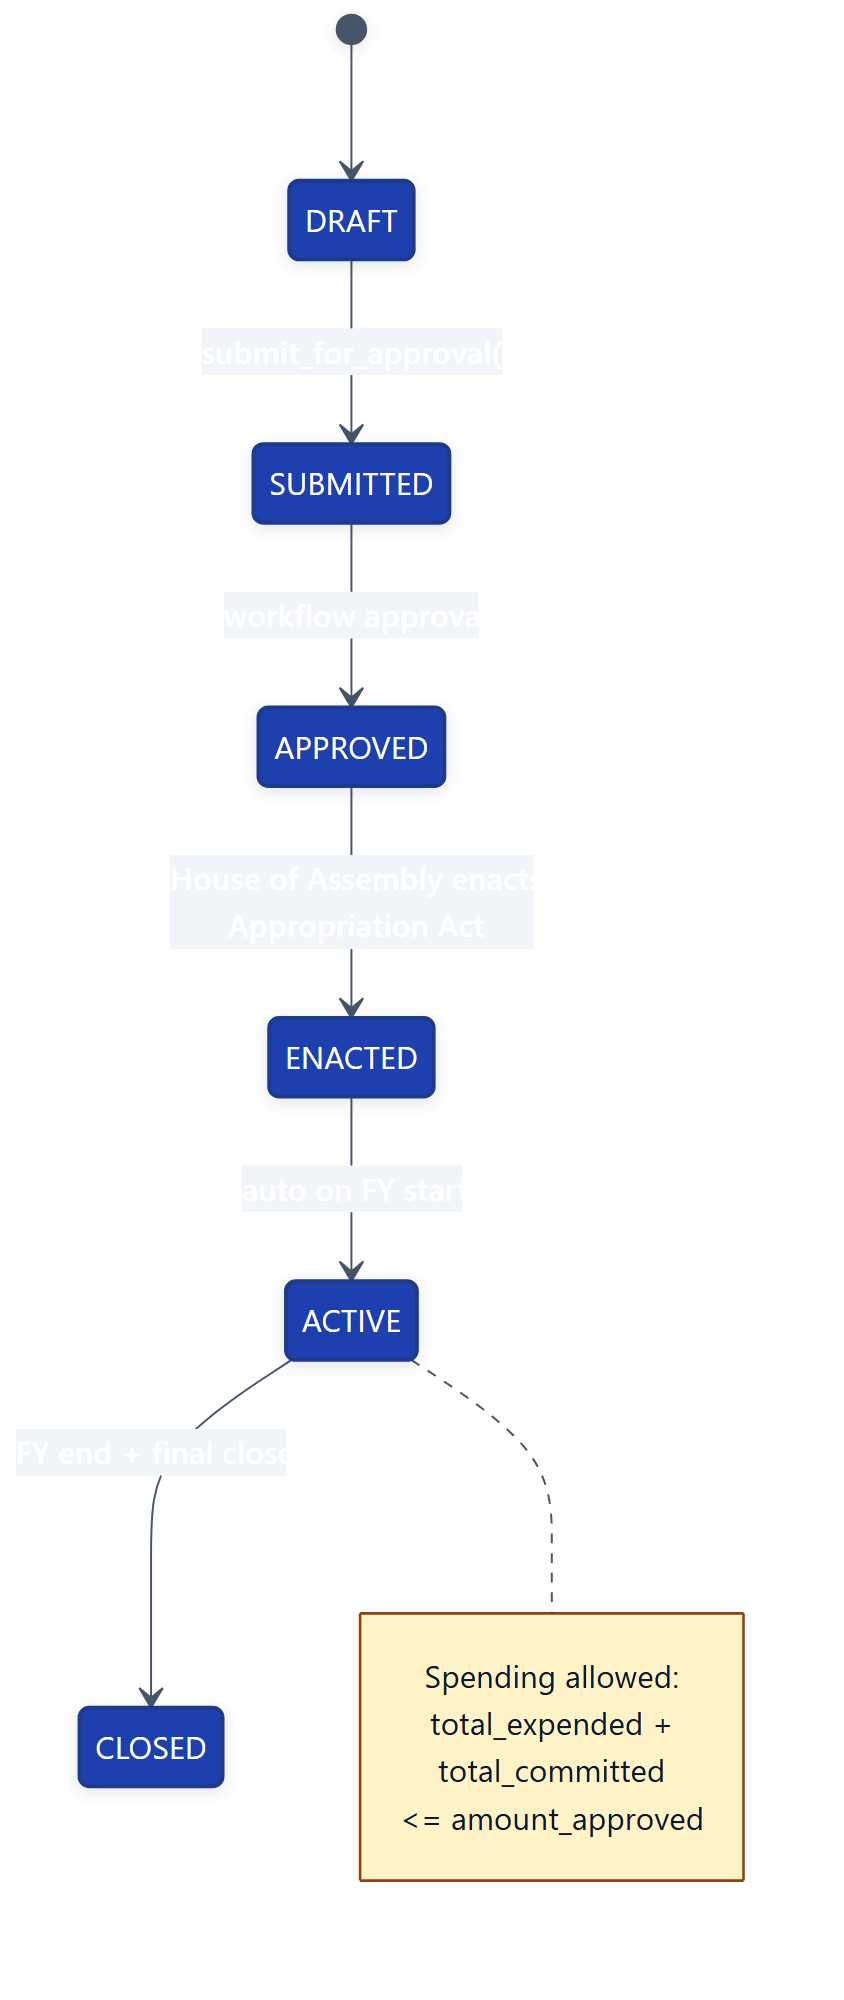 DRAFT
submit_for_approval(
SUBMITTED
workflow approva
APPROVED
House of Assembly enacts
Appropriation Act
ENACTED
auto on FY start
ACTIVE
FY end + final close
Spending allowed:
total_expended +
total_committed
<= amount_approved
CLOSED